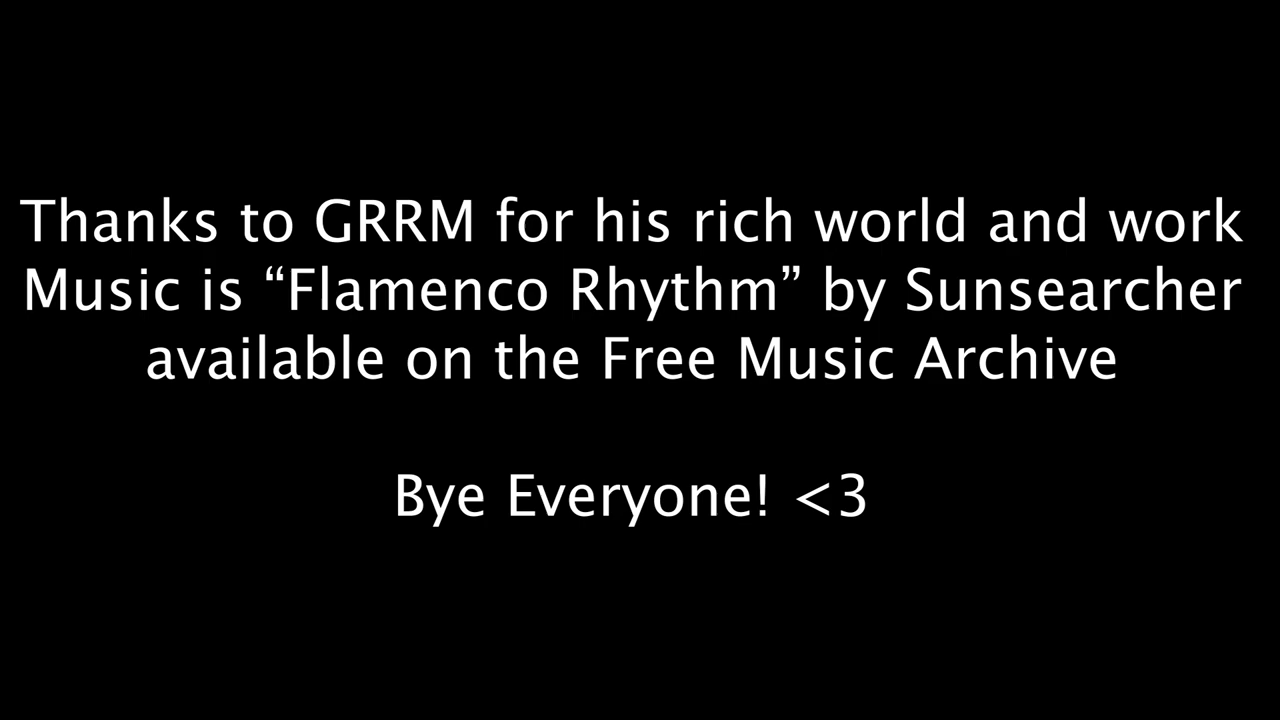 Thanks to GRRM for his rich world and work
Music is “Flamenco Rhythm” by Sunsearcher
available on the Free Music Archive
Bye Everyone! <3